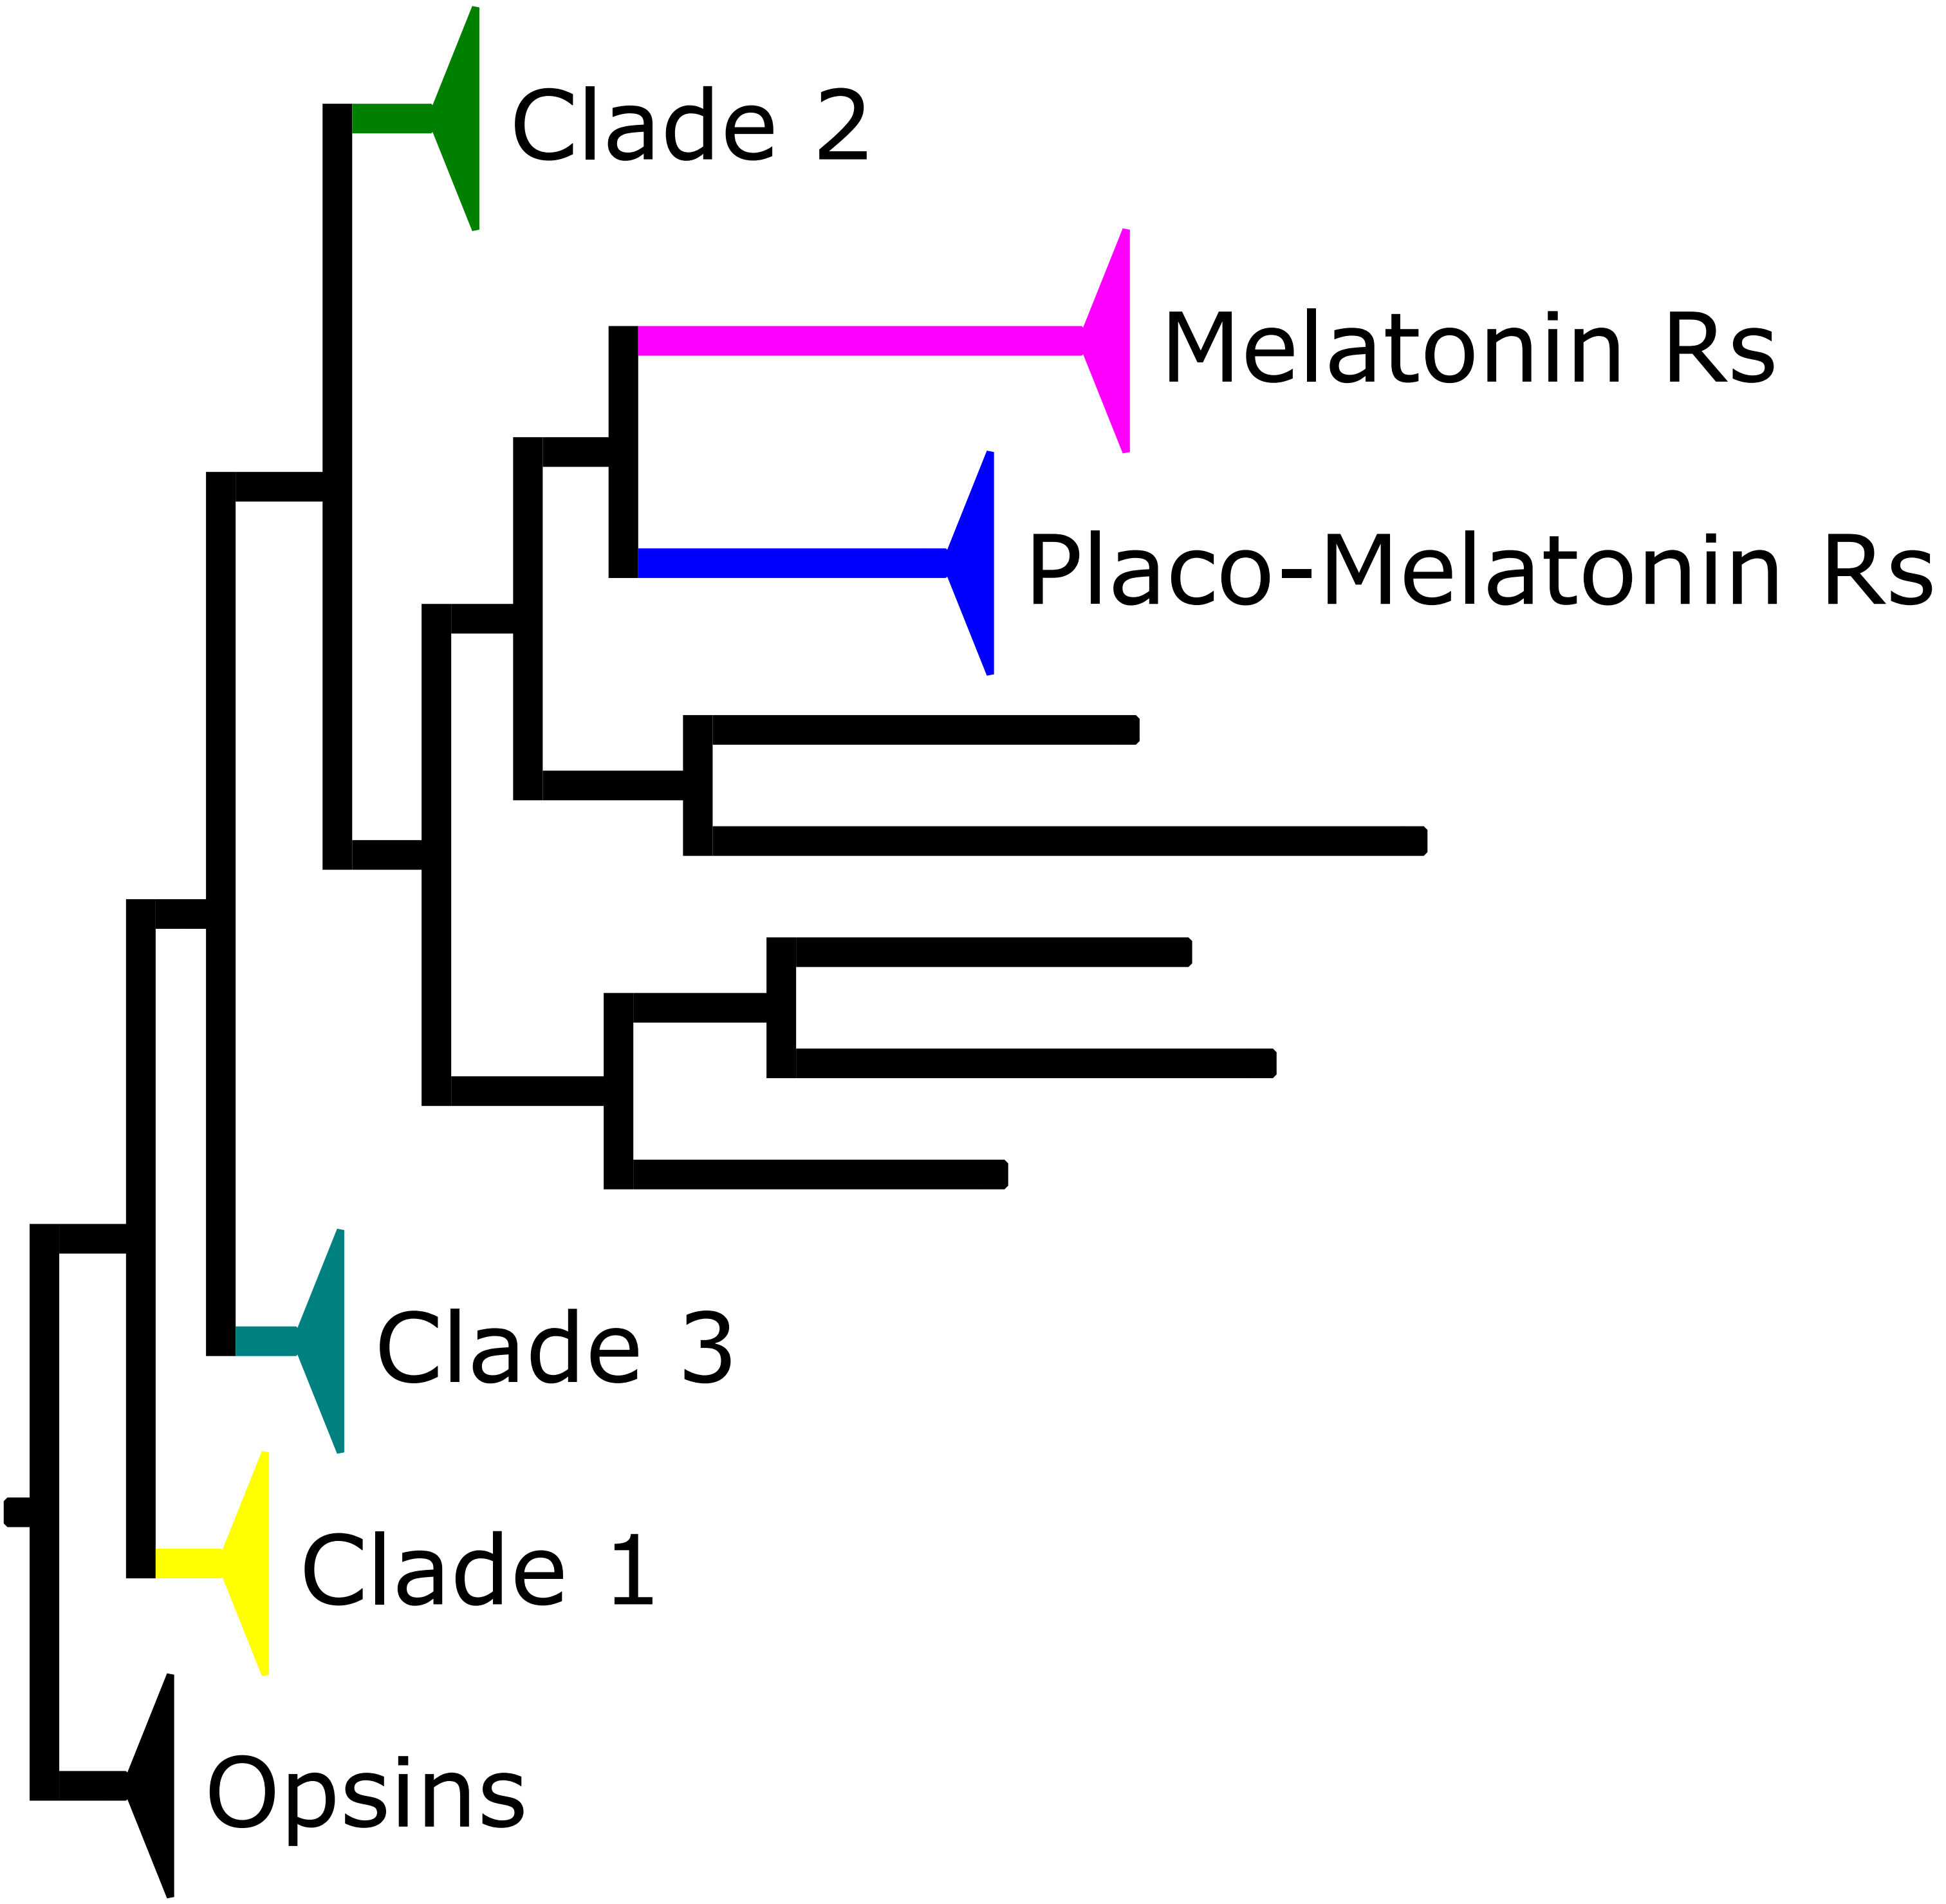 Clade 2
Melatonin Rs
Placo-Melatonin Rs
Clade 3
Clade 1
Opsins